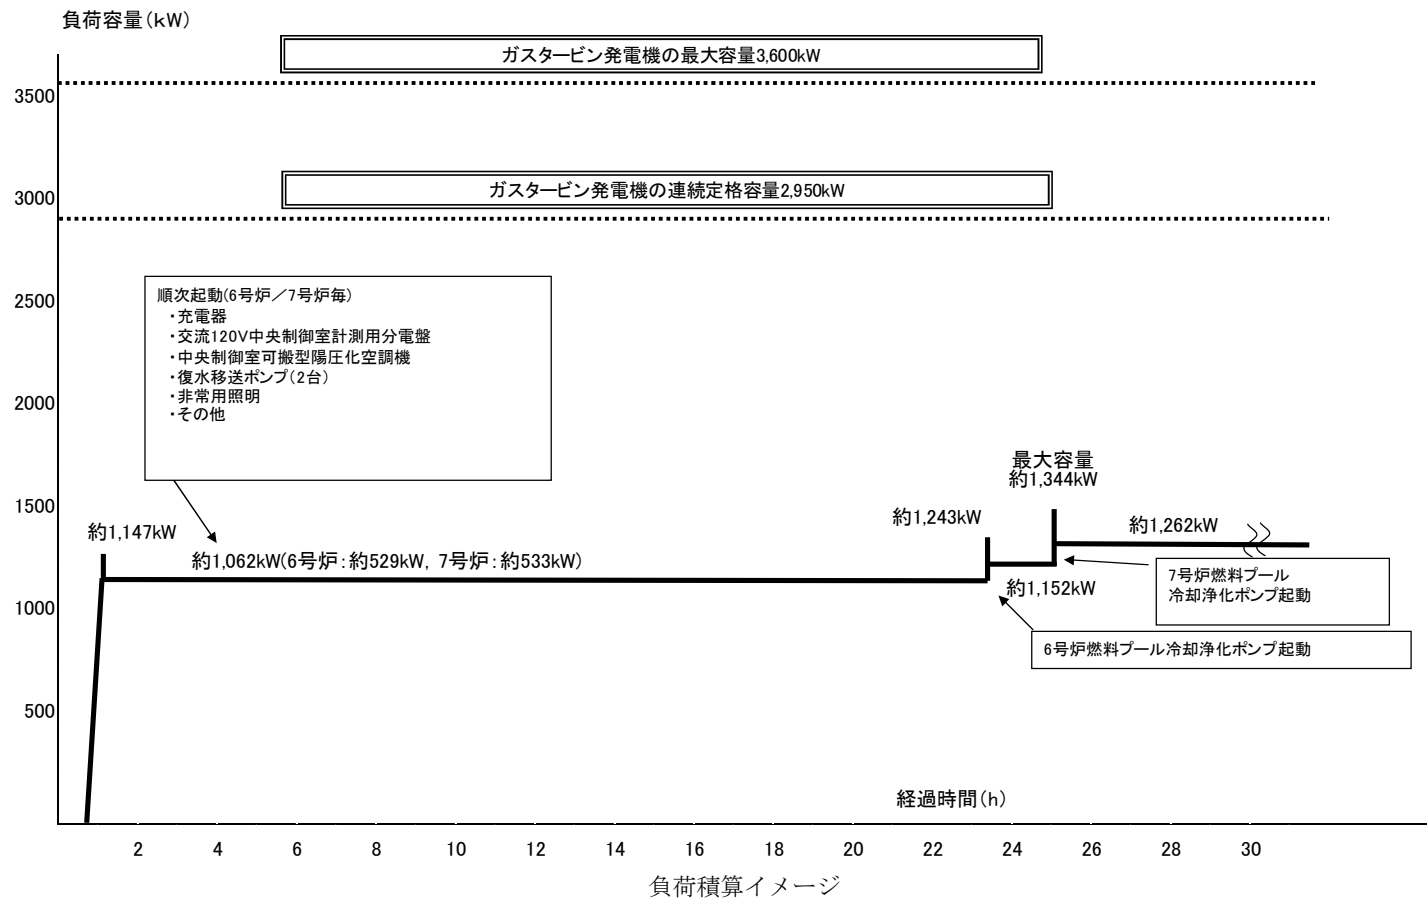 負荷容量(kW)
ガスタービン発電機の最大容量3,600kW
3500
ガスタービン発電機の連続定格容量2,950kW
3000
順次起動(6号炉／7号炉毎)
・充電器
・交流120V中央制御室計測用分電盤
・中央制御室可搬型陽圧化空調機
・復水移送ポンプ(2台)
・非常用照明
・その他
2500
2000
最大容量
約1,344kW
1500
約1,147kW
約1,243kW
約1,262kW
約1,062kW(6号炉：約529kW，7号炉：約533kW)
約1,152kW
7号炉燃料プール
冷却浄化ポンプ起動
1000
6号炉燃料プール冷却浄化ポンプ起動
500
経過時間(h)
2 4 6 8 10 12 14 16 18 20 22 24 26 28 30
負荷積算イメージ